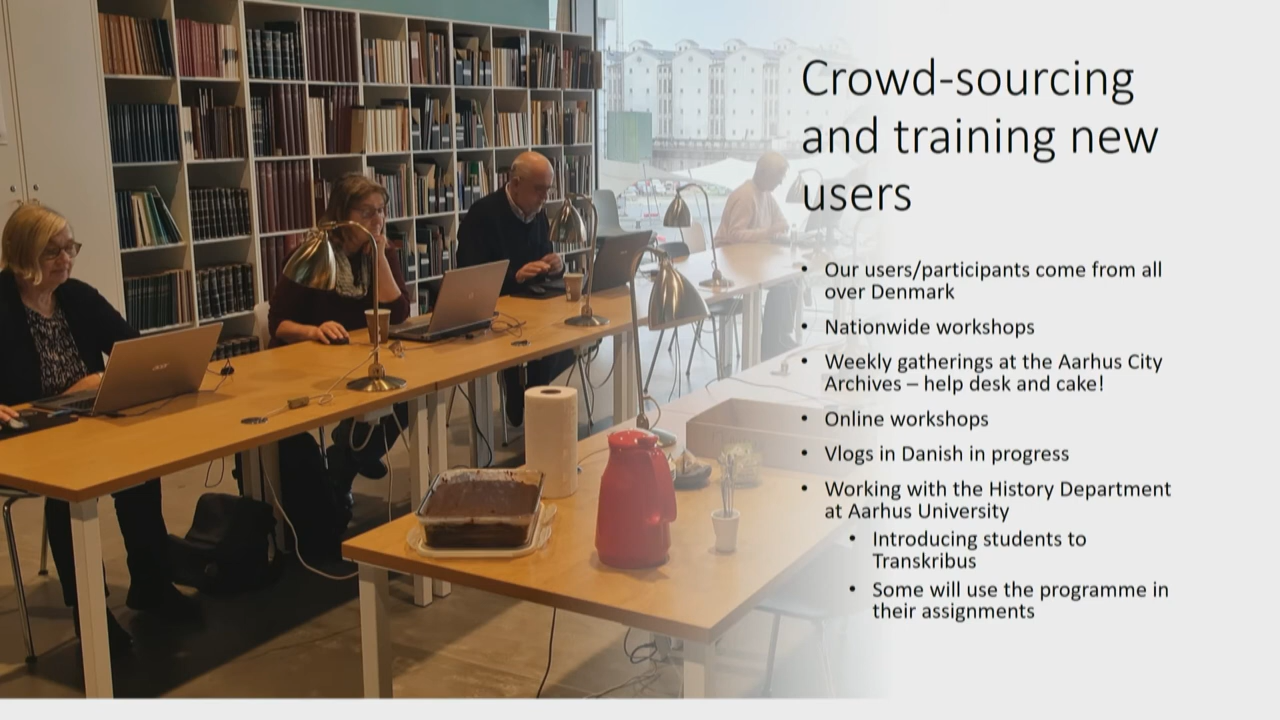 Crowd-sourcing
and training new
users
• Our users/participants come from all
over Denmark
• Nationwide workshops
• Weekly gatherings at the Aarhus City
Archives – help desk and cake!
• Online workshops
• Vlogs in Danish in progress
• Working with the History Department
at Aarhus University
• Introducing students to
Transkribus
• Some will use the programme in
their assignments
acer